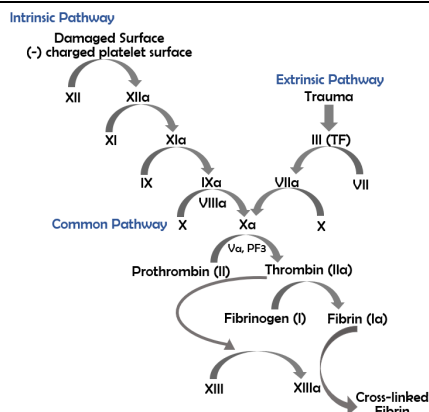 Intrinsic Pathway
Damaged Surface
(-) charged platelet surface
Extrinsic Pathway
Trauma
XII
XIIa
XI
XIa
III (TF)
IX
IXa
VIIa
VII
VIIIa
Common Pathway
X
Xa
X
Va, PF3
Prothrombin (II)
Thrombin (IIa)
Fibrinogen (I)
Fibrin (Ia)
XIII
XIIIa
Cross-linked
Fibrin